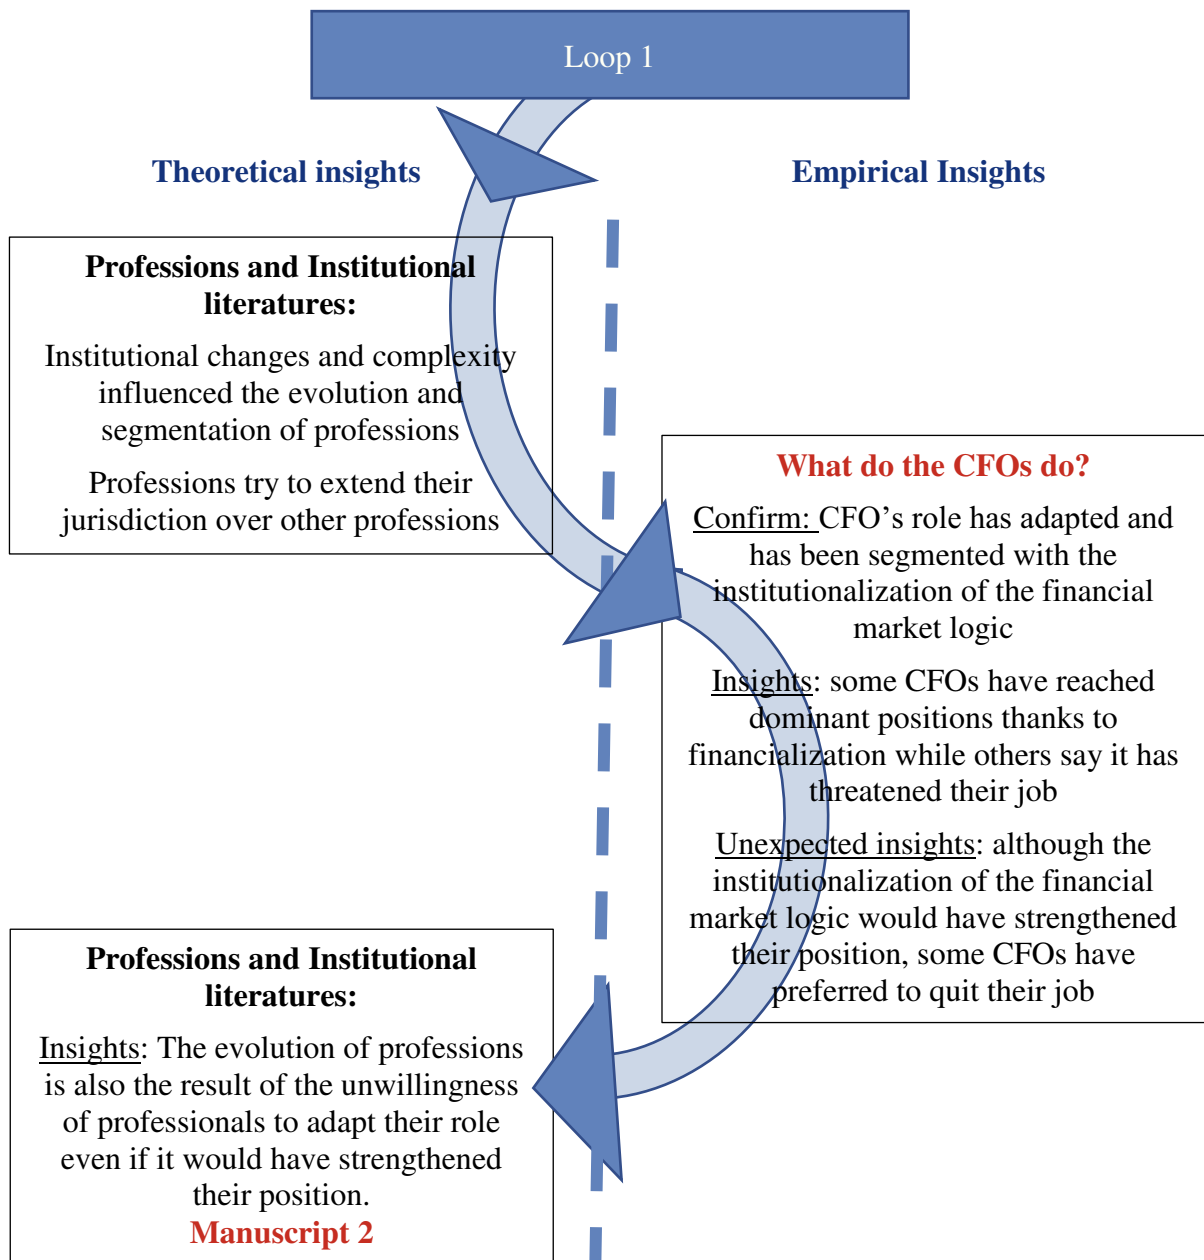 Loop 1
Theoretical insights
Empirical Insights
Professions and Institutional
literatures:
Institutional changes and complexity
influenced the evolution and
segmentation of professions
Professions try to extend their
jurisdiction over other professions
What do the CFOs do?
Confirm: CFO’s role has adapted and
has been segmented with the
institutionalization of the financial
market logic
Insights: some CFOs have reached
dominant positions thanks to
financialization while others say it has
threatened their job
Unexpected insights: although the
institutionalization of the financial
market logic would have strengthened
their position, some CFOs have
preferred to quit their job
Professions and Institutional
literatures:
Insights: The evolution of professions
is also the result of the unwillingness
of professionals to adapt their role
even if it would have strengthened
their position.
Manuscript 2